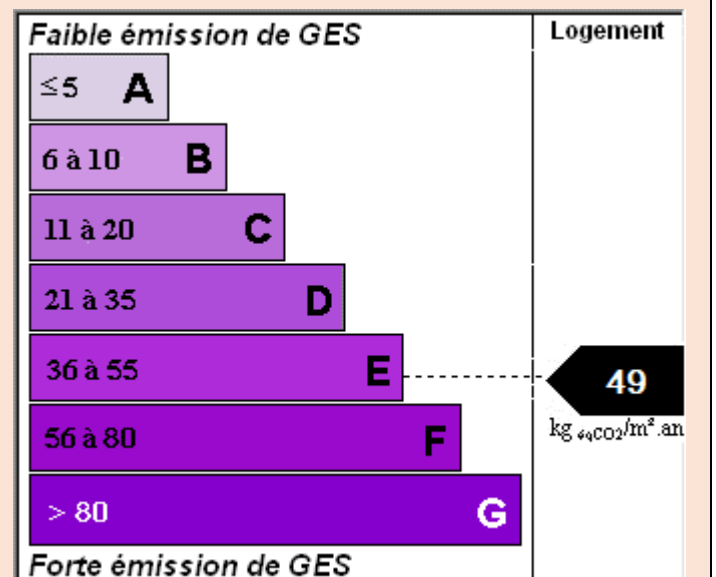 Faible émission de GES
Logement
≤5 A
6 à 10 B
11 à 20 C
21 à 35 D
36 à 55 E
49
kg éqCO2/m².an
56 à 80 F
> 80 G
Forte émission de GES